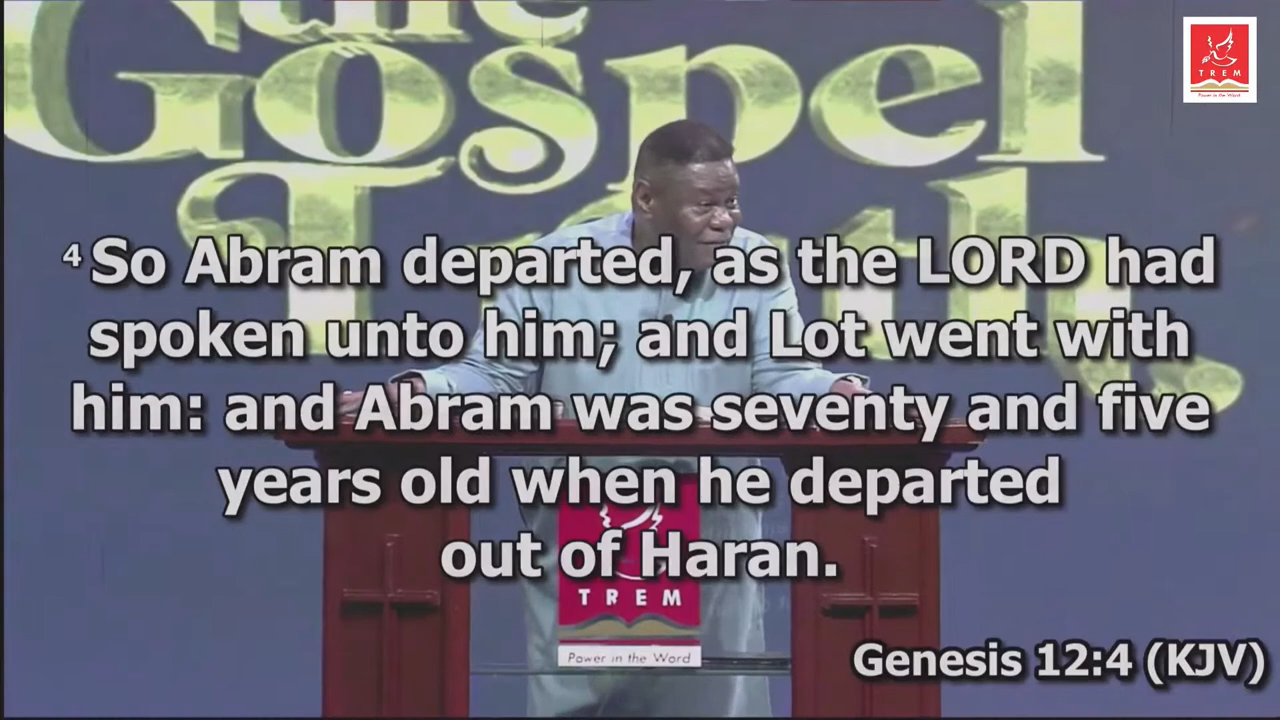 the
Gospel
Truth
TREM
Power in the Word
4 So Abram departed, as the LORD had
spoken unto him; and Lot went with
him: and Abram was seventy and five
years old when he departed
out of Haran.
TREM
Power in the Word
Genesis 12:4 (KJV)